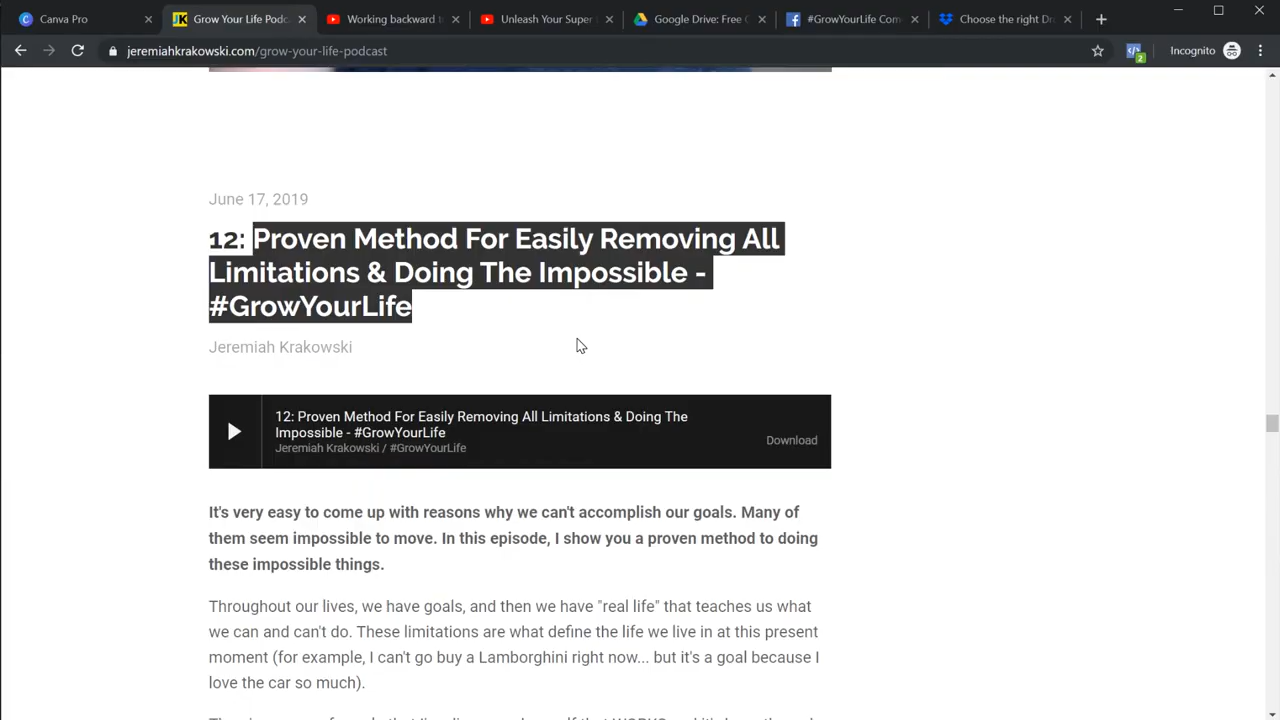 Canva Pro
Grow Your Life Podc
Working backward t
Unleash Your Super
Google Drive: Free C
#GrowYourLife Com
Choose the right Dr
jeremiahkrakowski.com/grow-your-life-podcast
2
Incognito
June 17, 2019
12: Proven Method For Easily Removing All
Limitations & Doing The Impossible -
#GrowYourLife
Jeremiah Krakowski
12: Proven Method For Easily Removing All Limitations & Doing The
Impossible - #GrowYourLife
Jeremiah Krakowski / #GrowYourLife
Download
It's very easy to come up with reasons why we can't accomplish our goals. Many of
them seem impossible to move. In this episode, I show you a proven method to doing
these impossible things.
Throughout our lives, we have goals, and then we have "real life" that teaches us what
we can and can't do. These limitations are what define the life we live in at this present
moment (for example, I can't go buy a Lamborghini right now... but it's a goal because I
love the car so much).